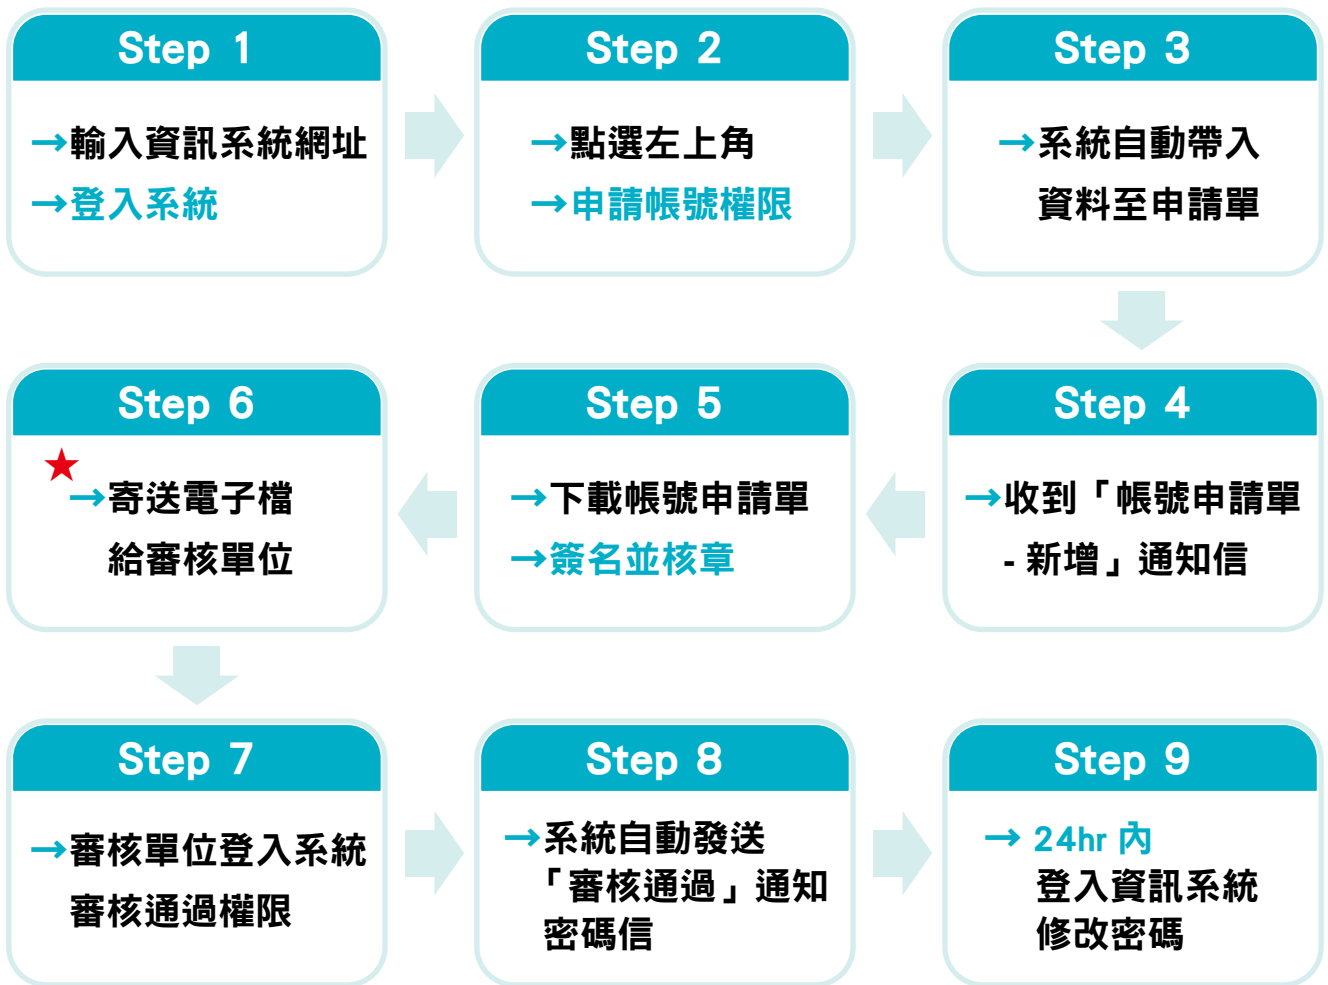 Step 1
→輸入資訊系統網址
→登入系統
Step 2
→點選左上角
→申請帳號權限
Step 3
→系統自動帶入
資料至申請單
Step 4
→收到「帳號申請單
- 新增」通知信
Step 5
→下載帳號申請單
→簽名並核章
Step 6
→寄送電子檔
給審核單位
Step 7
→審核單位登入系統
審核通過權限
Step 8
→系統自動發送
「審核通過」通知
密碼信
Step 9
→ 24hr 內
登入資訊系統
修改密碼